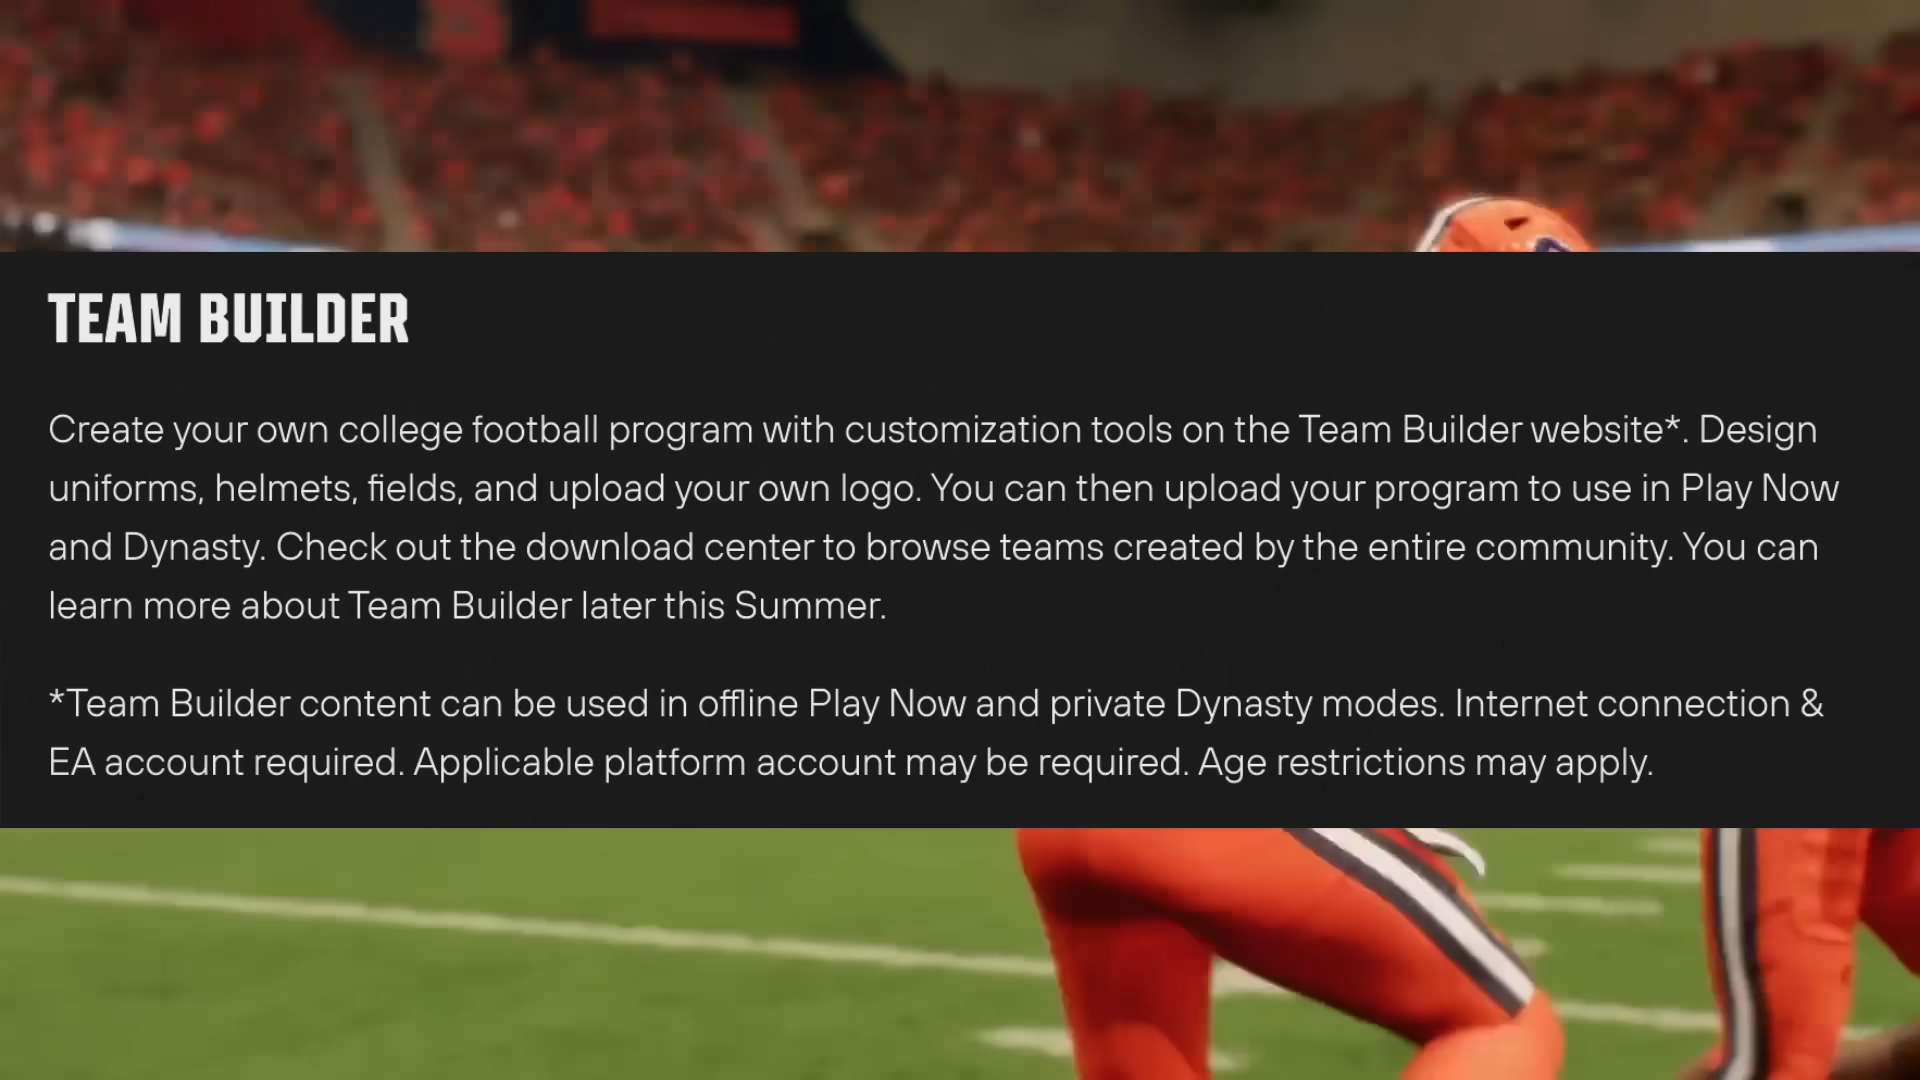 TEAM BUILDER
Create your own college football program with customization tools on the Team Builder website*. Design
uniforms, helmets, fields, and upload your own logo. You can then upload your program to use in Play Now
and Dynasty. Check out the download center to browse teams created by the entire community. You can
learn more about Team Builder later this Summer.
*Team Builder content can be used in offline Play Now and private Dynasty modes. Internet connection &
EA account required. Applicable platform account may be required. Age restrictions may apply.